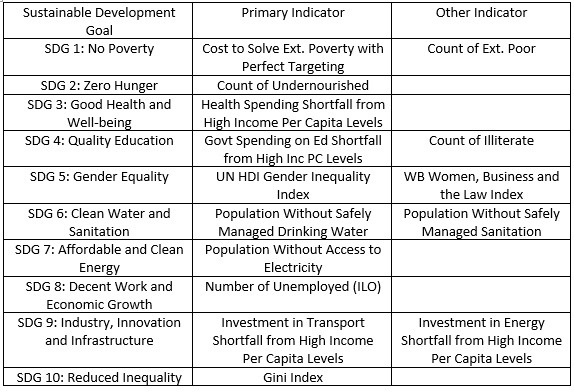 Sustainable Development Goal | Primary Indicator | Other Indicator
SDG 1: No Poverty | Cost to Solve Ext. Poverty with Perfect Targeting | Count of Ext. Poor
SDG 2: Zero Hunger | Count of Undernourished |
SDG 3: Good Health and Well-being | Health Spending Shortfall from High Income Per Capita Levels |
SDG 4: Quality Education | Govt Spending on Ed Shortfall from High Inc PC Levels | Count of Illiterate
SDG 5: Gender Equality | UN HDI Gender Inequality Index | WB Women, Business and the Law Index
SDG 6: Clean Water and Sanitation | Population Without Safely Managed Drinking Water | Population Without Safely Managed Sanitation
SDG 7: Affordable and Clean Energy | Population Without Access to Electricity |
SDG 8: Decent Work and Economic Growth | Number of Unemployed (ILO) |
SDG 9: Industry, Innovation and Infrastructure | Investment in Transport Shortfall from High Income Per Capita Levels | Investment in Energy Shortfall from High Income Per Capita Levels
SDG 10: Reduced Inequality | Gini Index |